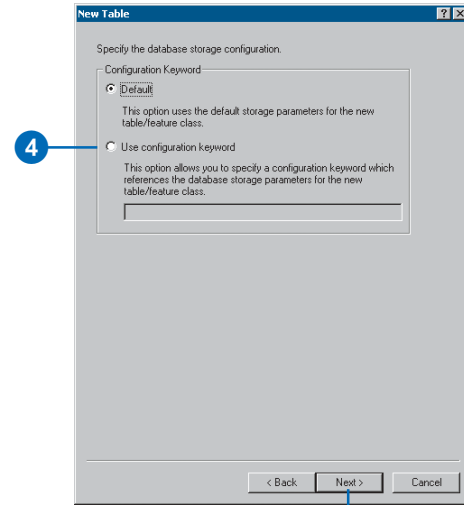 New Table
Specify the database storage configuration.
Configuration Keyword
Default
This option uses the default storage parameters for the new
table/feature class.
4
Use configuration keyword
This option allows you to specify a configuration keyword which
references the database storage parameters for the new
table/feature class.
< Back
Next >
Cancel